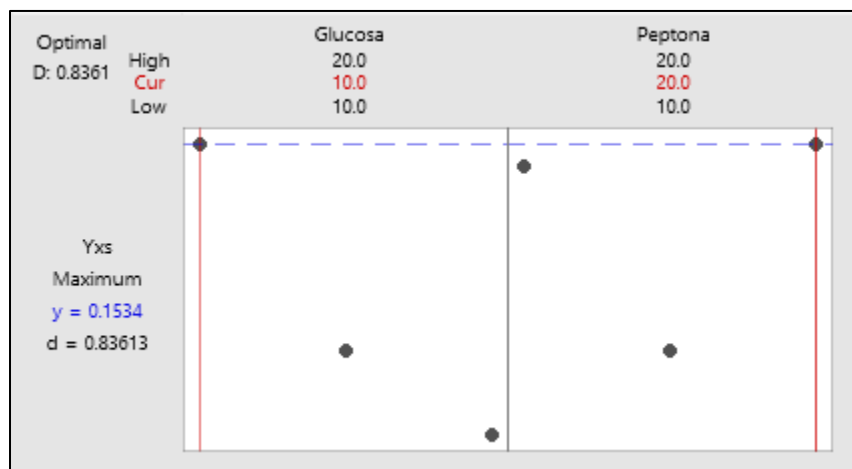 Optimal
D: 0.8361
High
Cur
Low
Glucosa
20.0
10.0
10.0
Peptona
20.0
20.0
10.0
Yxs
Maximum
y = 0.1534
d = 0.83613